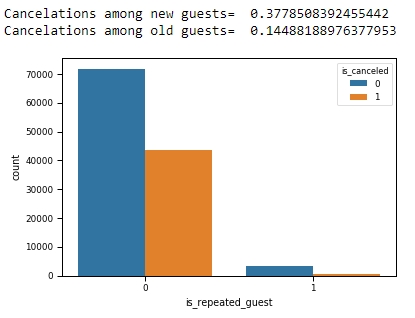 Cancelations among new guests=  0.3778508392455442
Cancelations among old guests=  0.14488188976377953
is_canceled
0
1
70000
60000
50000
40000
30000
20000
10000
0
count
0
1
is_repeated_guest